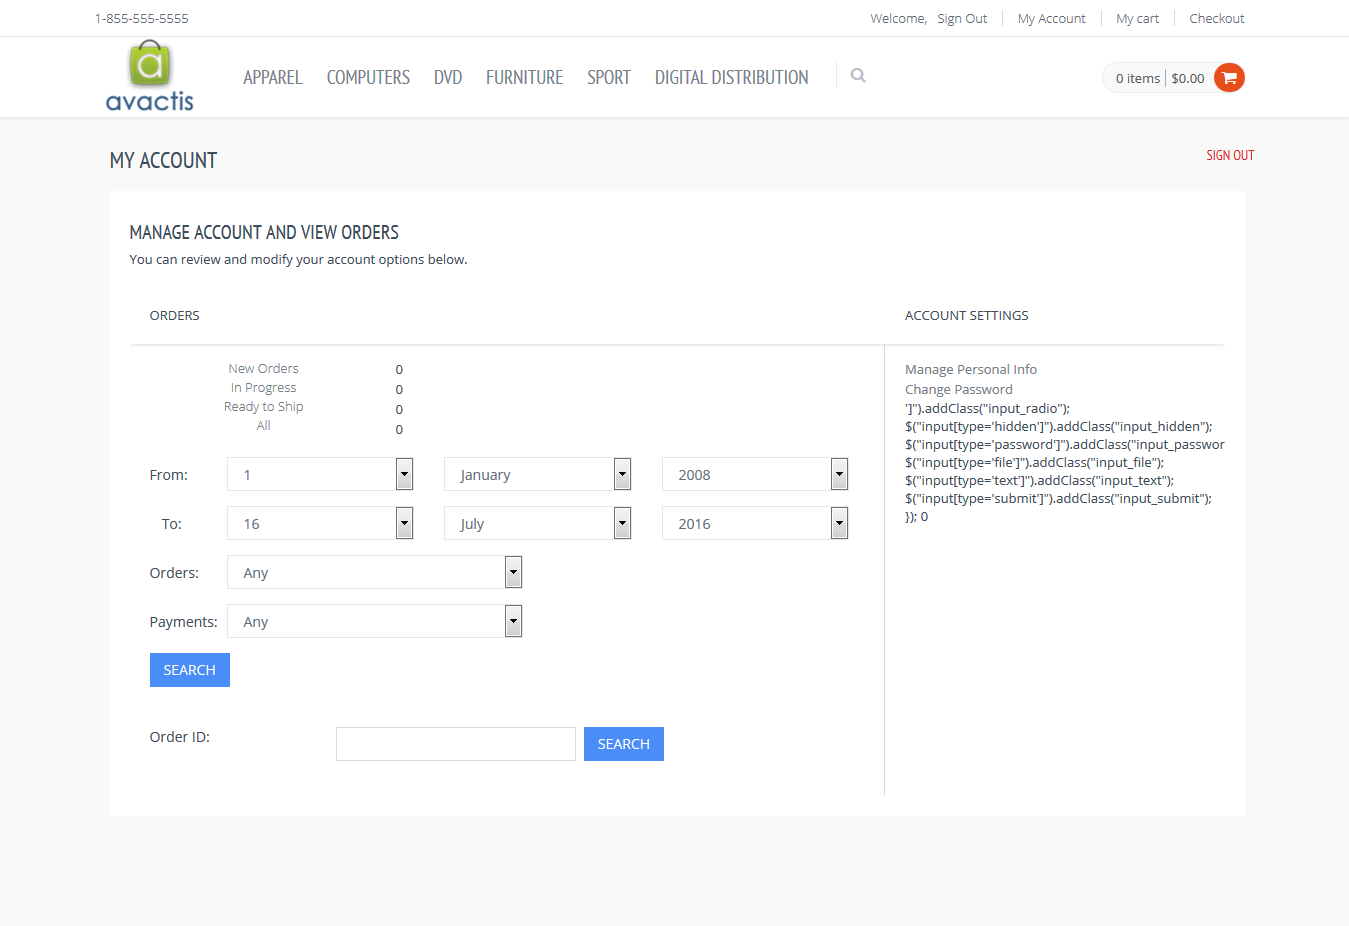 1-855-555-5555
Welcome, Sign Out My Account My cart Checkout
avactis
APPAREL COMPUTERS DVD FURNITURE SPORT DIGITAL DISTRIBUTION
0 items $0.00
MY ACCOUNT
SIGN OUT
MANAGE ACCOUNT AND VIEW ORDERS
You can review and modify your account options below.
ORDERS
New Orders 0
In Progress 0
Ready to Ship 0
All 0
From: 1 January 2008
To: 16 July 2016
Orders: Any
Payments: Any
SEARCH
Order ID:
SEARCH
ACCOUNT SETTINGS
Manage Personal Info
Change Password
']").addClass("input_radio");
$("input[type='hidden']").addClass("input_hidden");
$("input[type='password']").addClass("input_passwor
$("input[type='file']").addClass("input_file");
$("input[type='text']").addClass("input_text");
$("input[type='submit']").addClass("input_submit");
}); 0